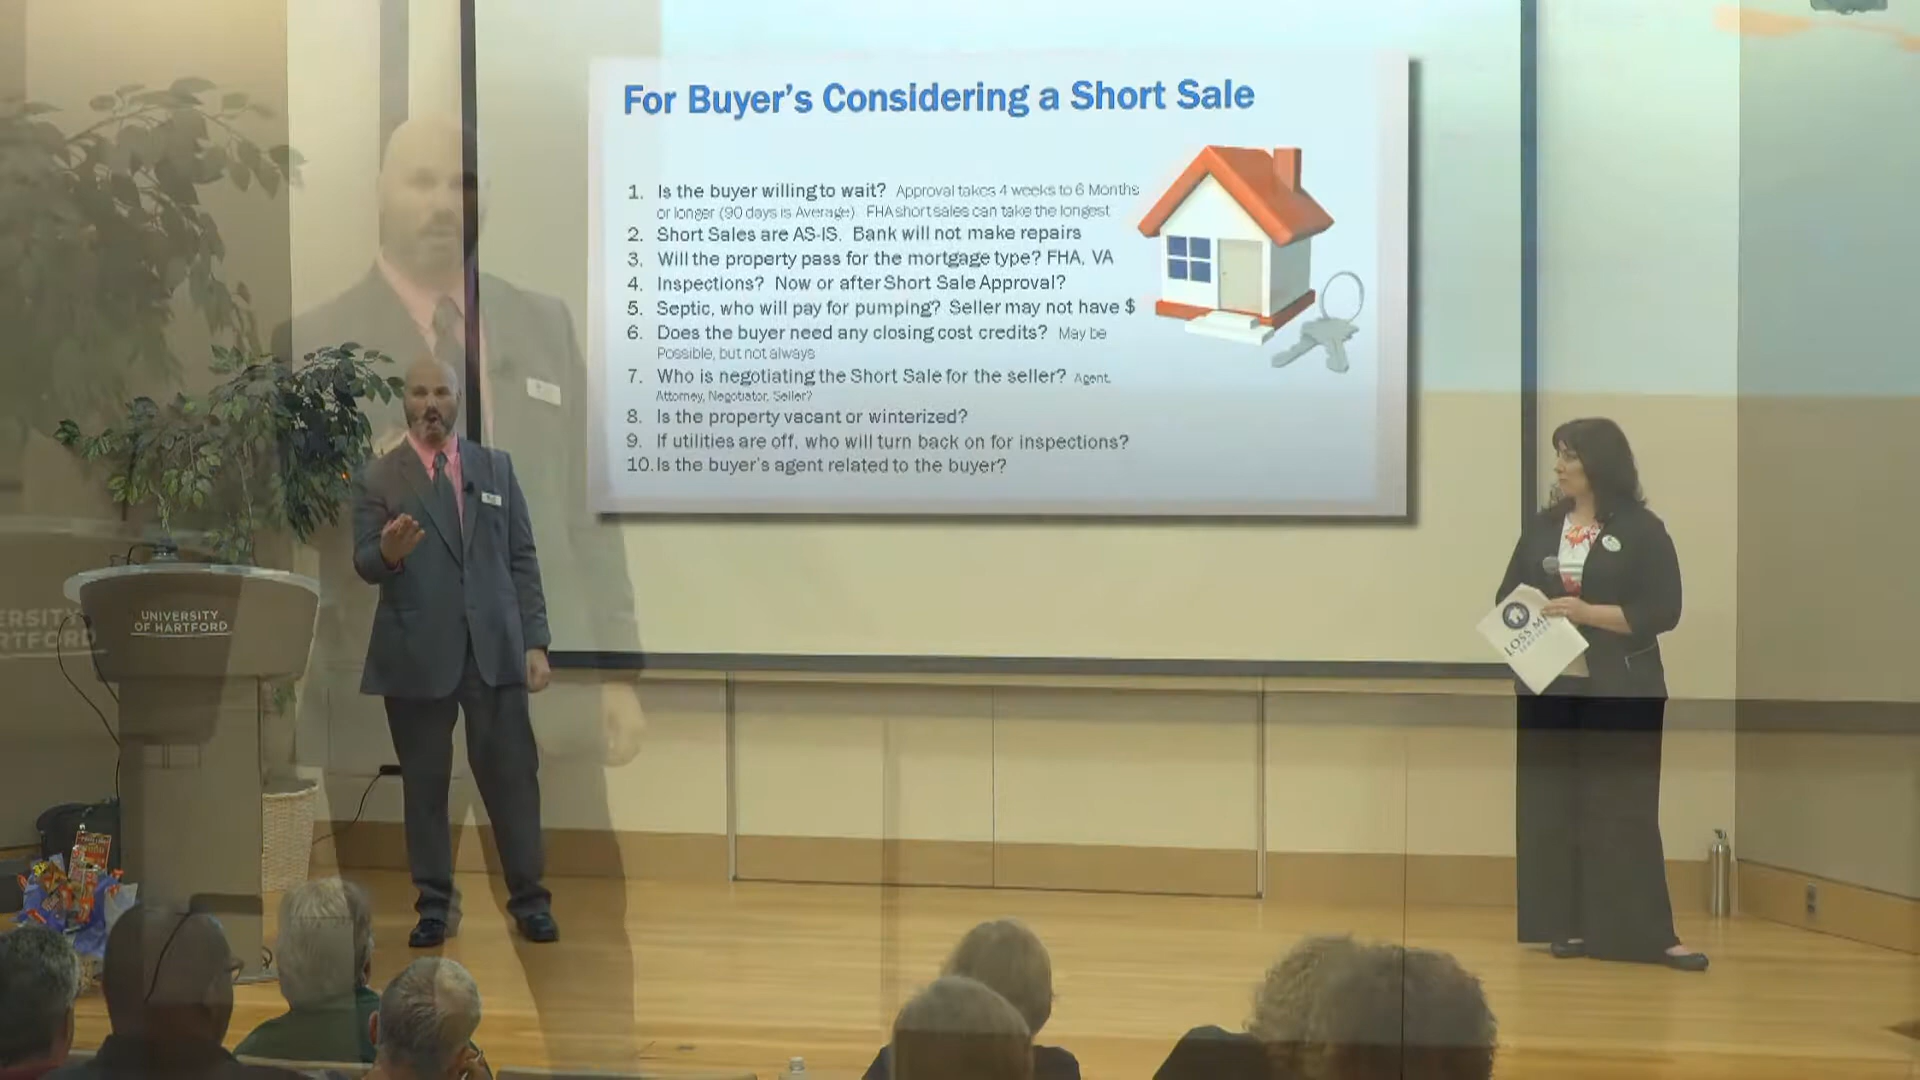 For Buyer's Considering a Short Sale
1. Is the buyer willing to wait? Approval takes 4 weeks to 6 Months
or longer (90 days is Average). FHA short sales can take the longest
2. Short Sales are AS-IS. Bank will not make repairs
3. Will the property pass for the mortgage type? FHA, VA
4. Inspections? Now or after Short Sale Approval?
5. Septic, who will pay for pumping? Seller may not have $
6. Does the buyer need any closing cost credits? May be
Possible, but not always
7. Who is negotiating the Short Sale for the seller? Agent,
Attorney, Negotiator, Seller?
8. Is the property vacant or winterized?
9. If utilities are off, who will turn back on for inspections?
10. Is the buyer's agent related to the buyer?
UNIVERSITY
OF HARTFORD
ERSITY
RTFORD
LOSS MI